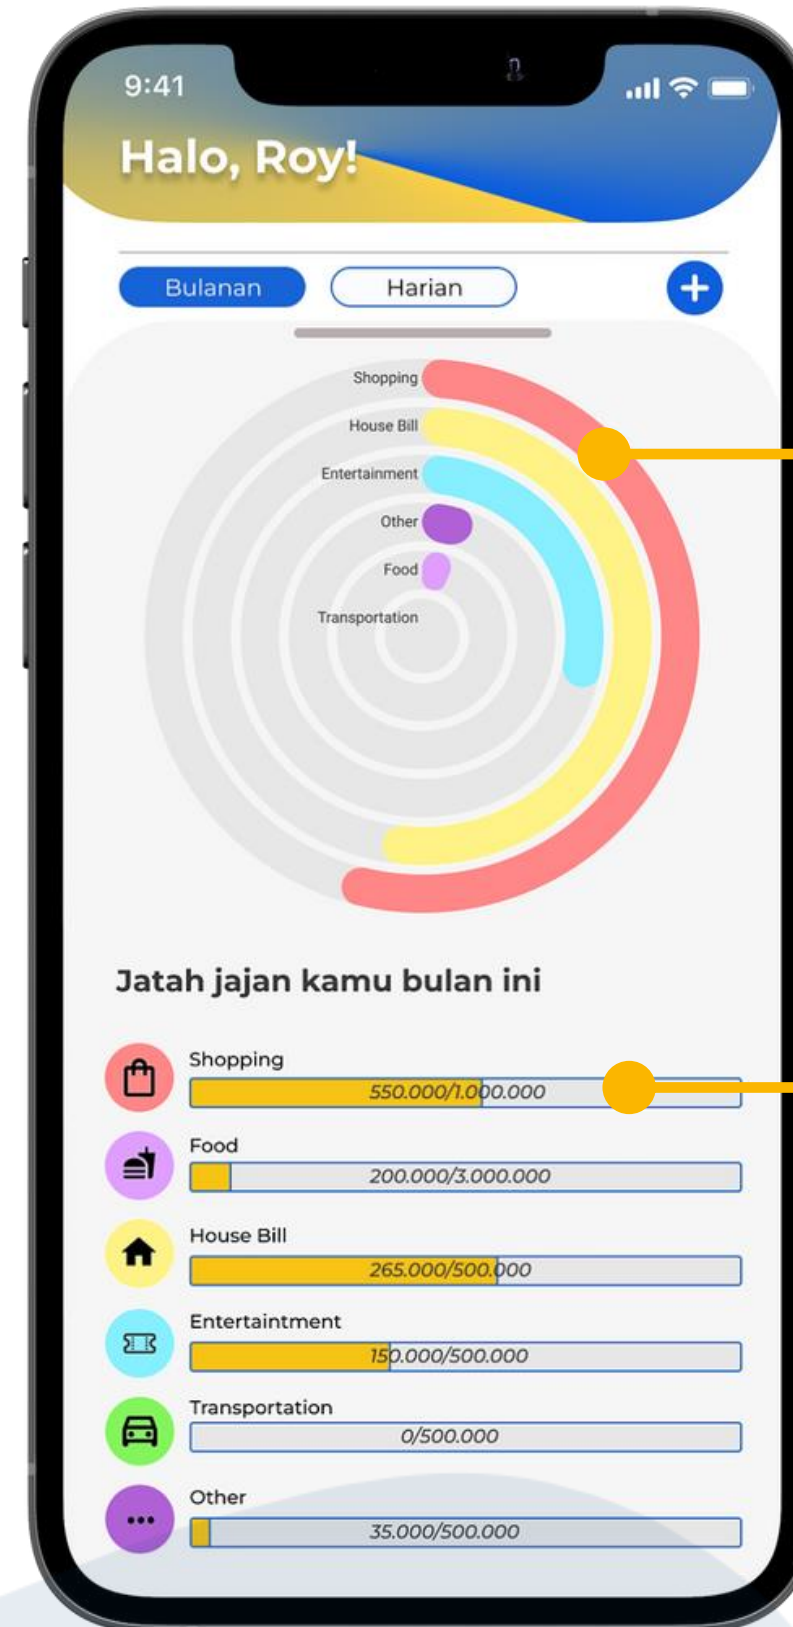 9:41
Halo, Roy!
Bulanan
Harian
Shopping
House Bill
Entertainment
Other
Food
Transportation
Jatah jajan kamu bulan ini
Shopping
550.000/1.000.000
Food
200.000/3.000.000
House Bill
265.000/500.000
Entertaintment
150.000/500.000
Transportation
0/500.000
Other
35.000/500.000